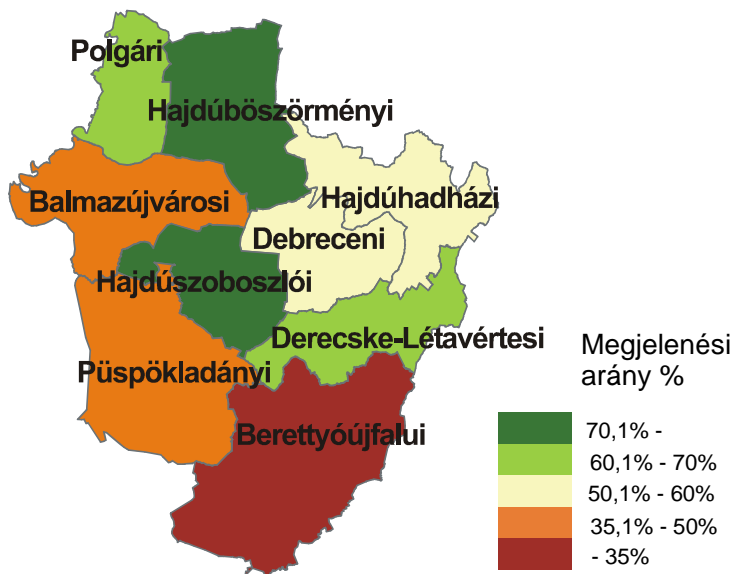 Polgári
Hajdúböszörményi
Balmazújvárosi
Hajdúhadházi
Debreceni
Hajdúszoboszlói
Derecske-Létavértesi
Püspökladányi
Berettyóújfalui
Megjelenési
arány %
70,1% -
60,1% - 70%
50,1% - 60%
35,1% - 50%
- 35%